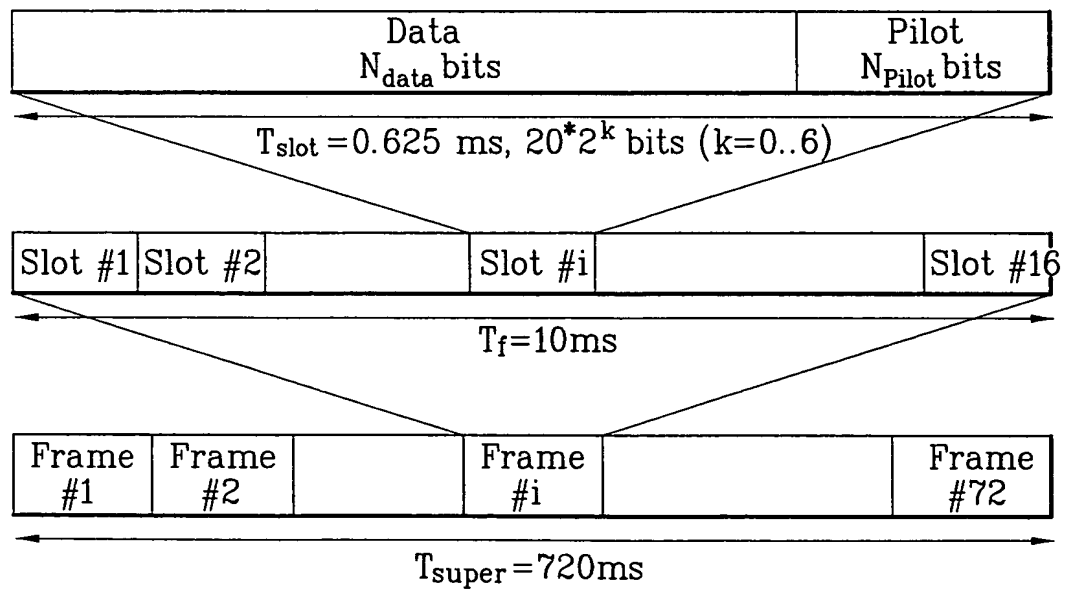 Data
N_data bits
Pilot
N_Pilot bits
T_slot=0.625 ms, 20*2^k bits (k=0..6)
Slot #1
Slot #2
Slot #i
Slot #16
T_f=10ms
Frame
#1
Frame
#2
Frame
#i
Frame
#72
T_super=720ms